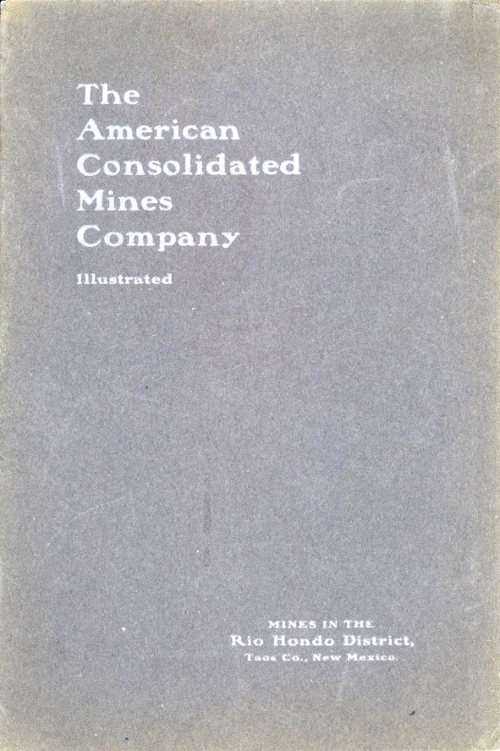 The
American
Consolidated
Mines
Company
Illustrated
MINES IN THE
Rio Hondo District,
Taos Co., New Mexico.